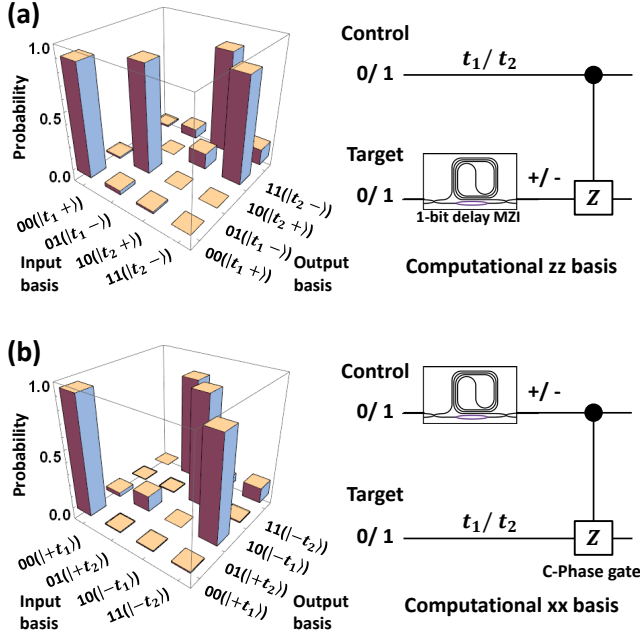 (a)
1.0
0.5
0.0
Probability
00(|t₁ +⟩)
01(|t₁ −⟩)
10(|t₂ +⟩)
11(|t₂ −⟩)
Input
basis
11(|t₂ −⟩)
10(|t₂ +⟩)
01(|t₁ −⟩)
00(|t₁ +⟩)
Output
basis
Control
0/ 1
t₁/ t₂
Target
0/ 1
+/ -
1-bit delay MZI
Z
Computational zz basis
(b)
1.0
0.5
0.0
Probability
00(|+t₁⟩)
01(|+t₂⟩)
10(|−t₁⟩)
11(|−t₂⟩)
Input
basis
11(|−t₂⟩)
10(|−t₁⟩)
01(|+t₂⟩)
00(|+t₁⟩)
Output
basis
Control
0/ 1
+/ -
Target
0/ 1
t₁/ t₂
Z
C-Phase gate
Computational xx basis